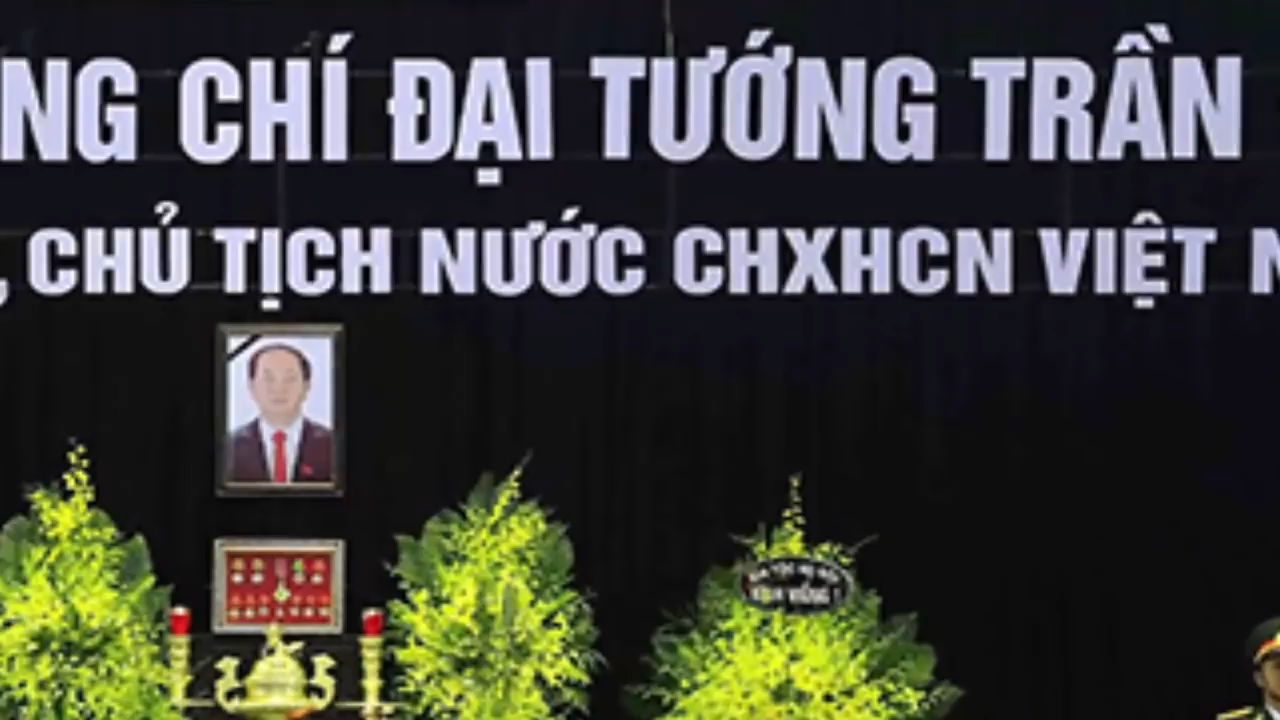 NG CHÍ ĐẠI TƯỚNG TRẦN
, CHỦ TỊCH NƯỚC CHXHCN VIỆT N